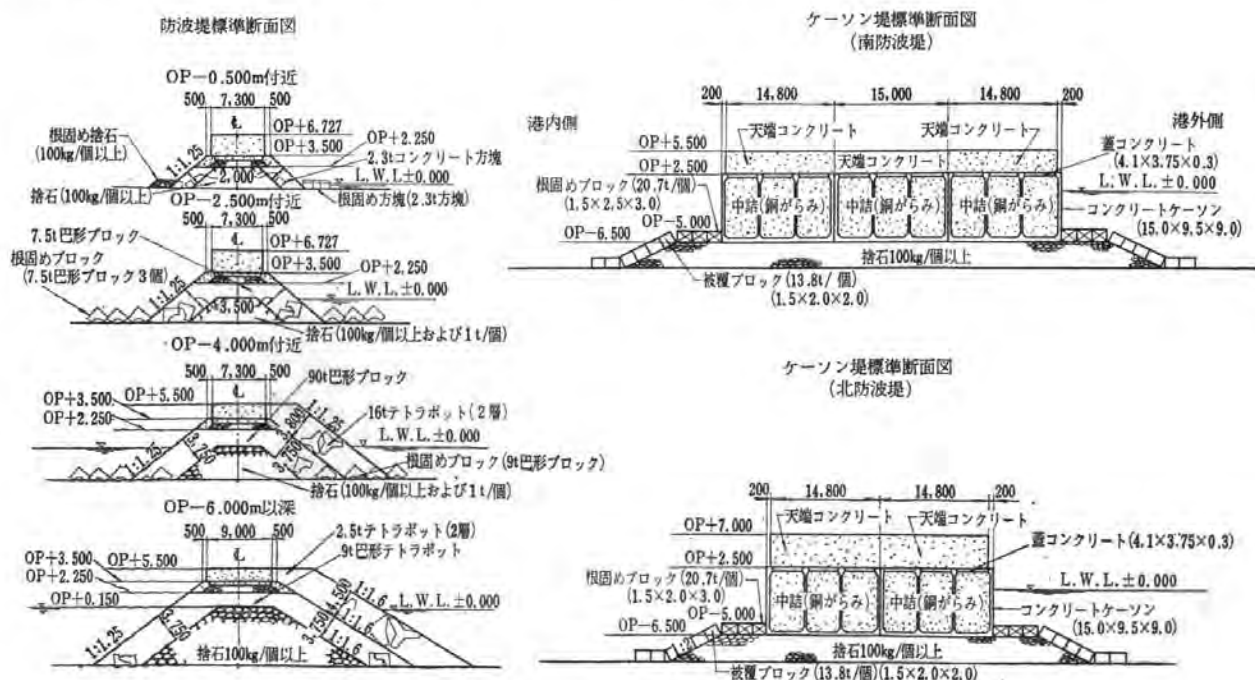 防波堤標準断面図
OP−0.500m付近
500 7,300 500
℄
OP+6.727
OP+3.500
OP+2.250
2.3tコンクリート方塊
L.W.L±0.000
根固め捨石
(100kg/個以上)
1:1.25
2.000
捨石(100kg/個以上)
根固め方塊(2.3t方塊)
OP−2.500m付近
500 7,300 500
℄
7.5t巴形ブロック
OP+6.727
OP+3.500
OP+2.250
根固めブロック
(7.5t巴形ブロック3個)
1:1.25
L.W.L.±0.000
3.500
捨石(100kg/個以上および1t/個)
OP−4.000m付近
500 7,300 500
℄
90t巴形ブロック
OP+3.500
OP+5.500
OP+2.250
16tテトラポット(2層)
1:1.25
L.W.L.±0.000
1:1.25
3,750
3,800
3,750
根固めブロック(9t巴形ブロック)
捨石(100kg/個以上および1t/個)
OP−6.000m以深
500 9,000 500
℄
2.5tテトラポット(2層)
9t巴形テトラポット
OP+3.500
OP+5.500
OP+2.250
OP+0.150
4,500
1:1.6
L.W.L.±0.000
1:1.25
3,750
3,750
1:1.6
1:1.6
捨石100kg/個以上
ケーソン堤標準断面図
(南防波堤)
200 14,800 15,000 14,800 200
港内側
港外側
天端コンクリート
天端コンクリート
OP+5.500
天端コンクリート
蓋コンクリート
(4.1×3.75×0.3)
OP+2.500
根固めブロック(20.7t/個)
(1.5×2.5×3.0)
L.W.L.±0.000
中詰(銅がらみ)
中詰(銅がらみ)
中詰(銅がらみ)
コンクリートケーソン
(15.0×9.5×9.0)
OP−5.000
OP−6.500
捨石100kg/個以上
被覆ブロック(13.8t/個)
(1.5×2.0×2.0)
ケーソン堤標準断面図
(北防波堤)
200 14,800 14,800 200
天端コンクリート
天端コンクリート
OP+7.000
蓋コンクリート(4.1×3.75×0.3)
OP+2.500
根固めブロック(20.7t/個)
(1.5×2.0×3.0)
L.W.L.±0.000
中詰(銅がらみ)
中詰(銅がらみ)
コンクリートケーソン
(15.0×9.5×9.0)
OP−5.000
OP−6.500
1:2
捨石100kg/個以上
被覆ブロック(13.8t/個)(1.5×2.0×2.0)